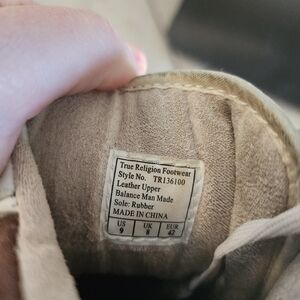 True Religion Footwear
Style No. TR136100
Leather Upper
Balance Man Made
Sole: Rubber
MADE IN CHINA
US UK EUR
9 8 42